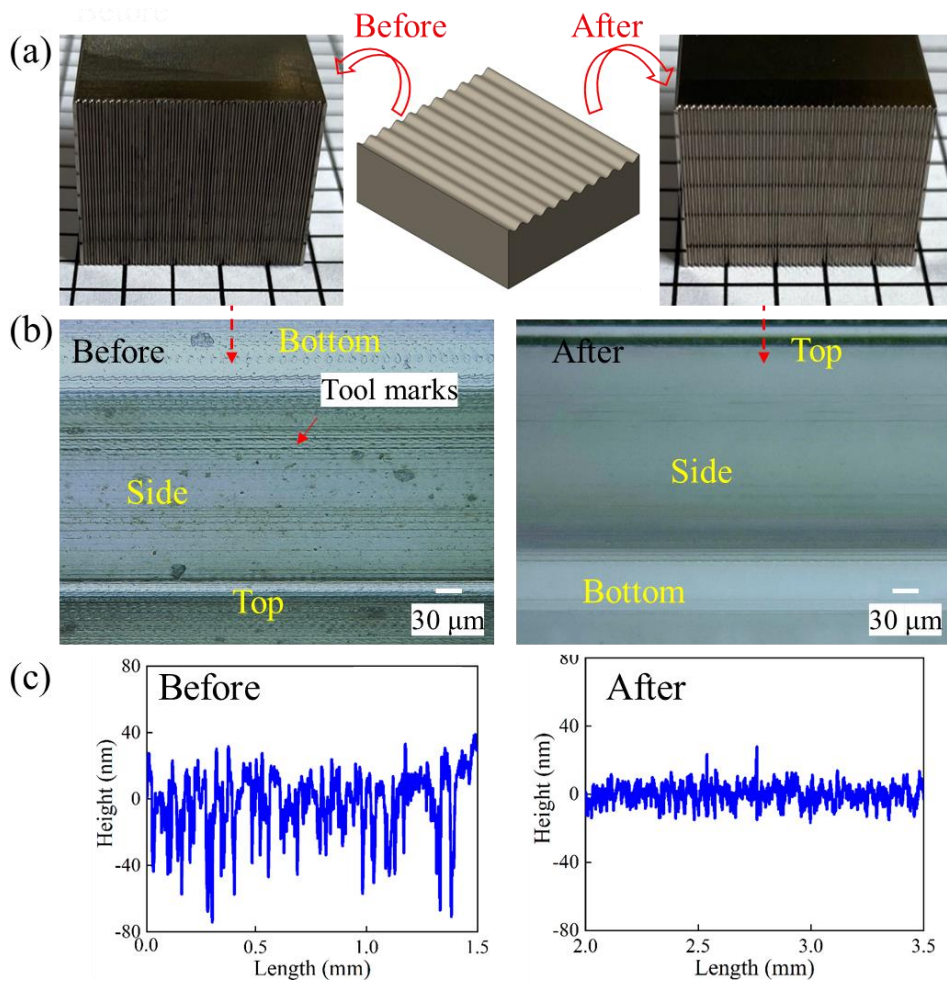 (a)
Before
After
(b)
Before
Bottom
Tool marks
Side
Top
30 μm
After
Top
Side
Bottom
30 μm
(c)
Before
80
40
0
-40
-80
Height (nm)
0.0
0.5
1.0
1.5
Length (mm)
After
80
40
0
-40
-80
Height (nm)
2.0
2.5
3.0
3.5
Length (mm)